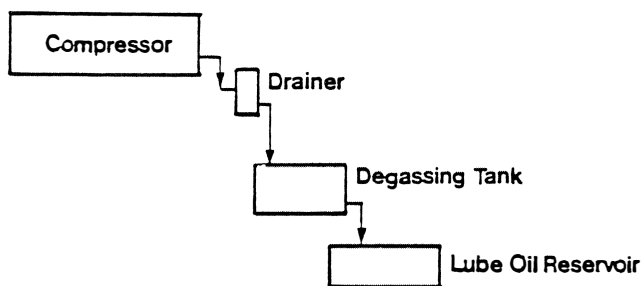 Compressor
Drainer
Degassing Tank
Lube Oil Reservoir